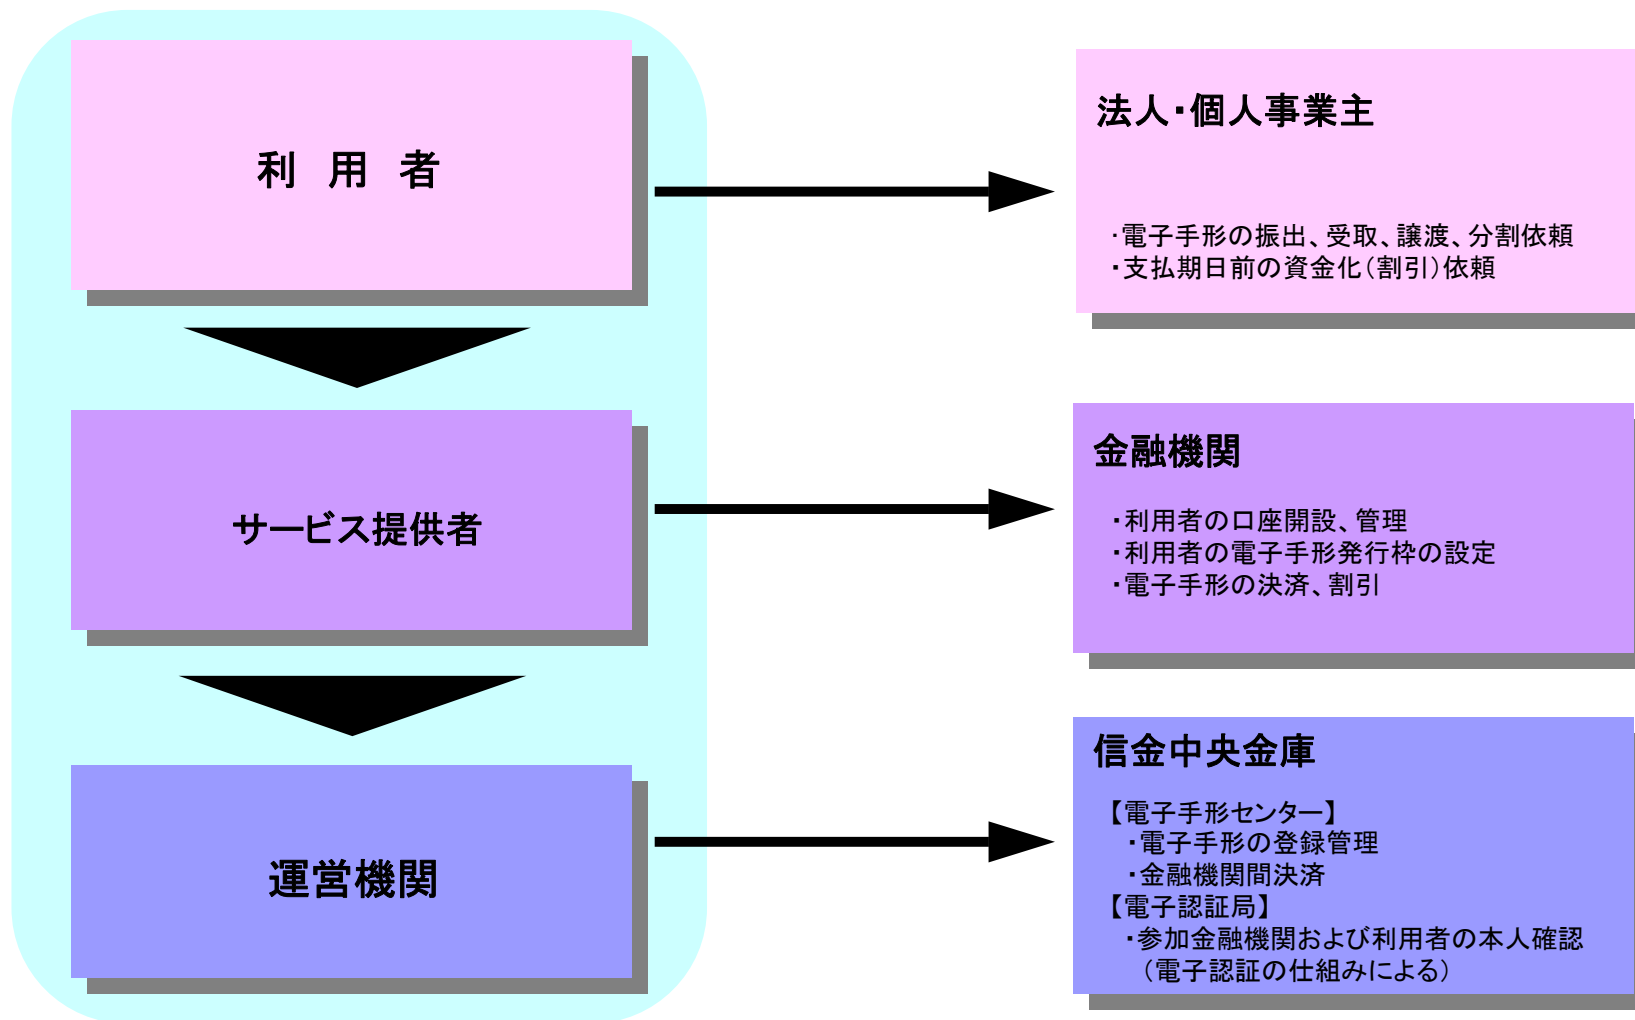 利　用　者
法人・個人事業主
・電子手形の振出、受取、譲渡、分割依頼
・支払期日前の資金化（割引）依頼
サービス提供者
金融機関
・利用者の口座開設、管理
・利用者の電子手形発行枠の設定
・電子手形の決済、割引
運営機関
信金中央金庫
【電子手形センター】
・電子手形の登録管理
・金融機関間決済
【電子認証局】
・参加金融機関および利用者の本人確認
（電子認証の仕組みによる）